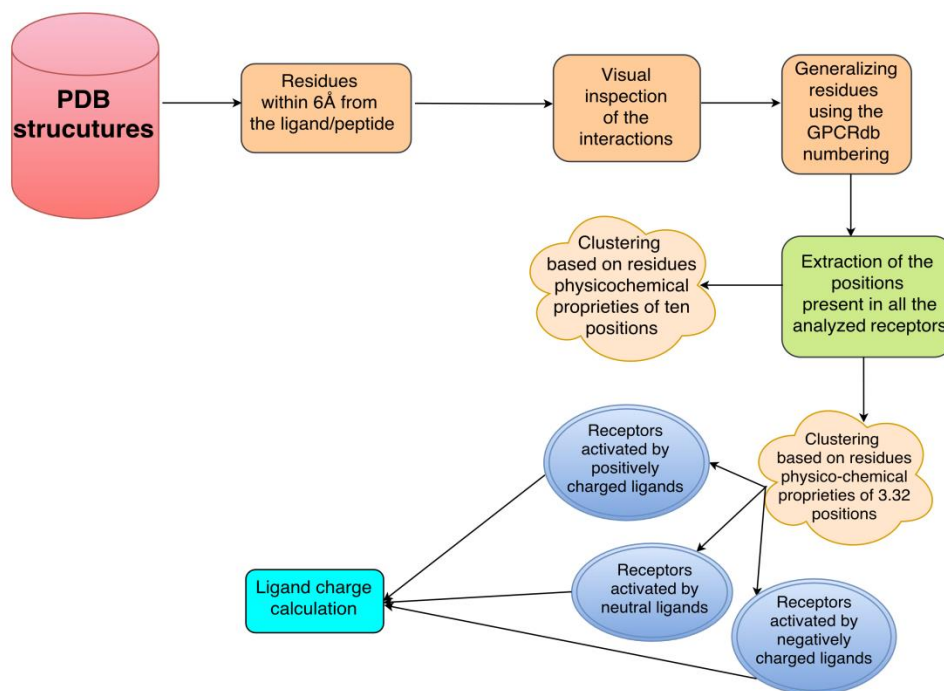 PDB
strucutures
Residues
within 6Å from
the ligand/peptide
Visual
inspection
of the
interactions
Generalizing
residues
using the
GPCRdb
numbering
Extraction of the
positions
present in all the
analyzed receptors
Clustering
based on residues
physicochemical
proprieties of ten
positions
Clustering
based on residues
physico-chemical
proprieties of 3.32
positions
Receptors
activated by
positively
charged ligands
Receptors
activated by
neutral ligands
Receptors
activated by
negatively
charged ligands
Ligand charge
calculation